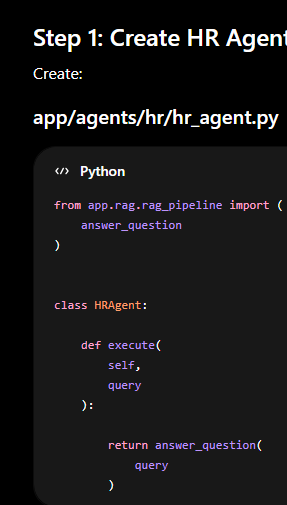 Step 1: Create HR Agent
Create:
app/agents/hr/hr_agent.py
</> Python
from app.rag.rag_pipeline import (
    answer_question
)
class HRAgent:
    def execute(
        self,
        query
    ):
        return answer_question(
            query
        )